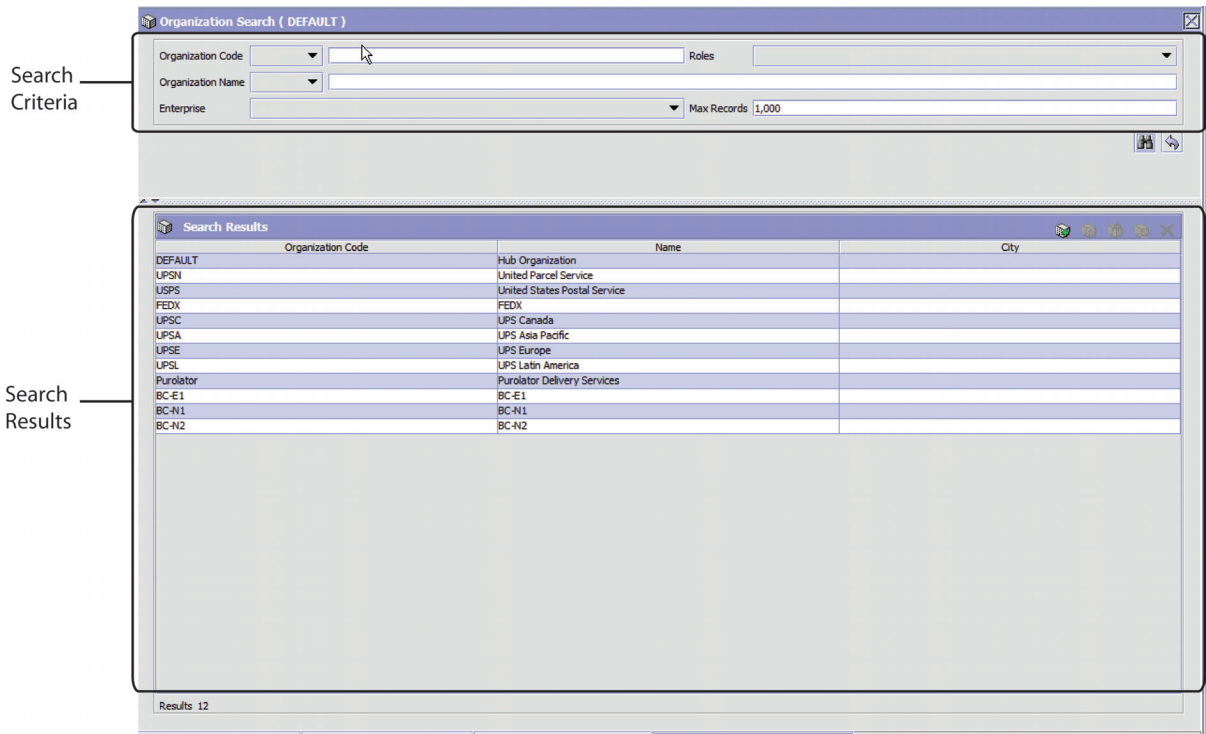 Organization Search ( DEFAULT )
Search
Criteria
Organization Code Roles
Organization Name
Enterprise Max Records 1,000
Search
Results
Search Results
Organization Code Name City
DEFAULT Hub Organization
UPSN United Parcel Service
USPS United States Postal Service
FEDX FEDX
UPSC UPS Canada
UPSA UPS Asia Pacific
UPSE UPS Europe
UPSL UPS Latin America
Purolator Purolator Delivery Services
BC-E1 BC-E1
BC-N1 BC-N1
BC-N2 BC-N2
Results 12